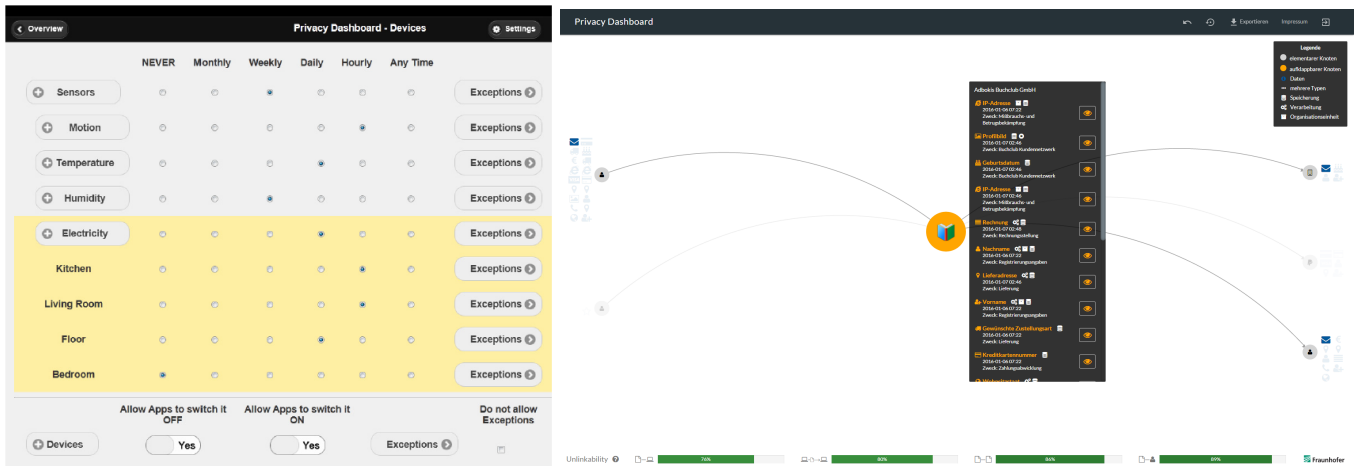 Overview
Privacy Dashboard - Devices
Settings
NEVER Monthly Weekly Daily Hourly Any Time
Sensors Exceptions
Motion Exceptions
Temperature Exceptions
Humidity Exceptions
Electricity Exceptions
Kitchen Exceptions
Living Room Exceptions
Floor Exceptions
Bedroom Exceptions
Allow Apps to switch it
OFF
Allow Apps to switch it
ON
Do not allow
Exceptions
Devices Yes Yes Exceptions
Privacy Dashboard
Exportieren Impressum
Legende
elementarer Knoten
aufklappbarer Knoten
Daten
mehrere Typen
Speicherung
Verarbeitung
Organisationseinheit
Adbokis Buchclub GmbH
IP-Adresse
2016-01-06 07:22
Zweck: Mißbrauchs- und
Betrugsbekämpfung
Profilbild
2016-01-07 02:46
Zweck: Buchclub Kundennetzwerk
Geburtsdatum
2016-01-07 02:46
Zweck: Buchclub Kundennetzwerk
IP-Adresse
2016-01-07 02:46
Zweck: Mißbrauchs- und
Betrugsbekämpfung
Rechnung
2016-01-07 02:48
Zweck: Rechnungsstellung
Nachname
2016-01-06 07:22
Zweck: Registrierungsangaben
Lieferadresse
2016-01-07 02:46
Zweck: Lieferung
Vorname
2016-01-06 07:22
Zweck: Registrierungsangaben
Gewünschte Zustellungsart
2016-01-06 07:22
Zweck: Lieferung
Kreditkartennummer
2016-01-06 07:22
Zweck: Zahlungsabwicklung
Unlinkability 76% 80% 86% 89% Fraunhofer